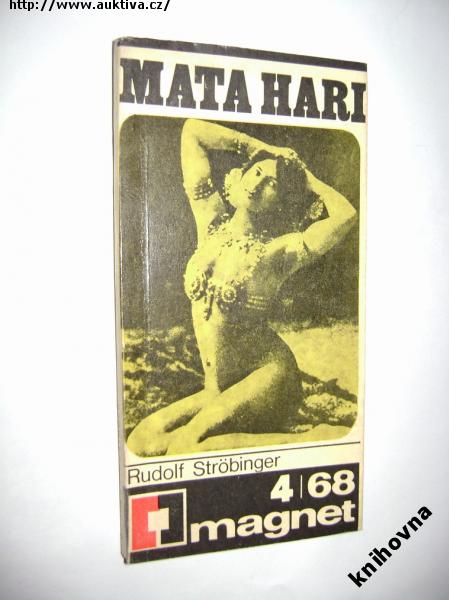 http://www.auktiva.cz/
MATA HARI
Rudolf Ströbinger
4|68
magnet
knihovna